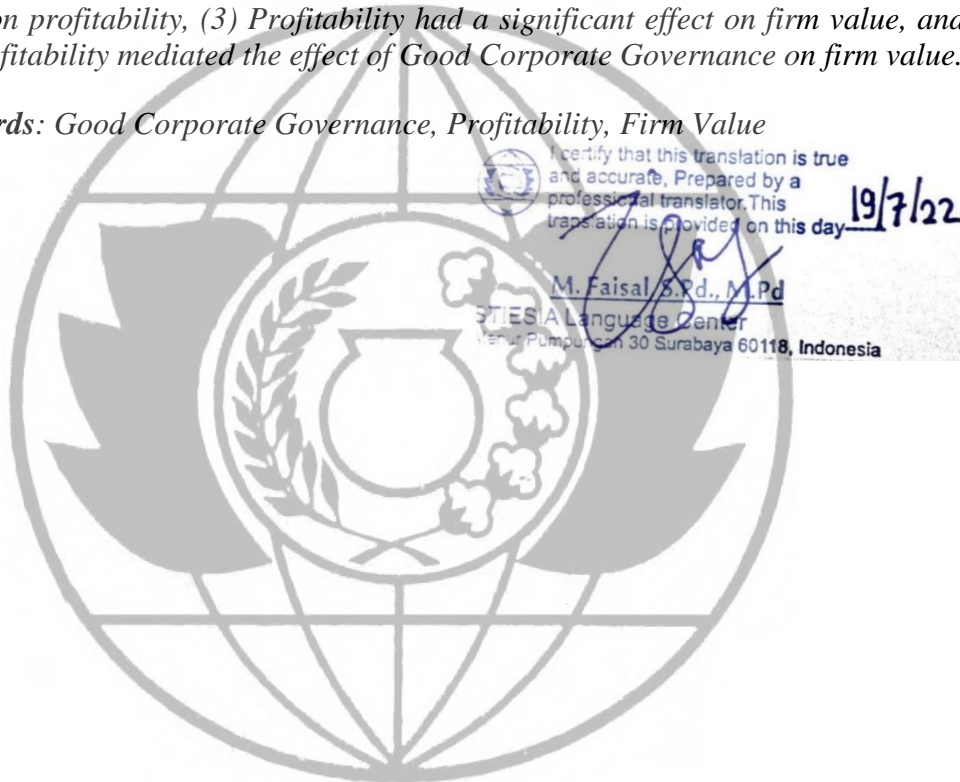 on profitability, (3) Profitability had a significant effect on firm value, and
ofitability mediated the effect of Good Corporate Governance on firm value.
rds: Good Corporate Governance, Profitability, Firm Value
I certify that this translation is true
and accurate, Prepared by a
professional translator. This
translation is provided on this day 19/7/22
M. Faisal, S.Pd., M.Pd
STIESIA Language Center
Pumpungan 30 Surabaya 60118, Indonesia